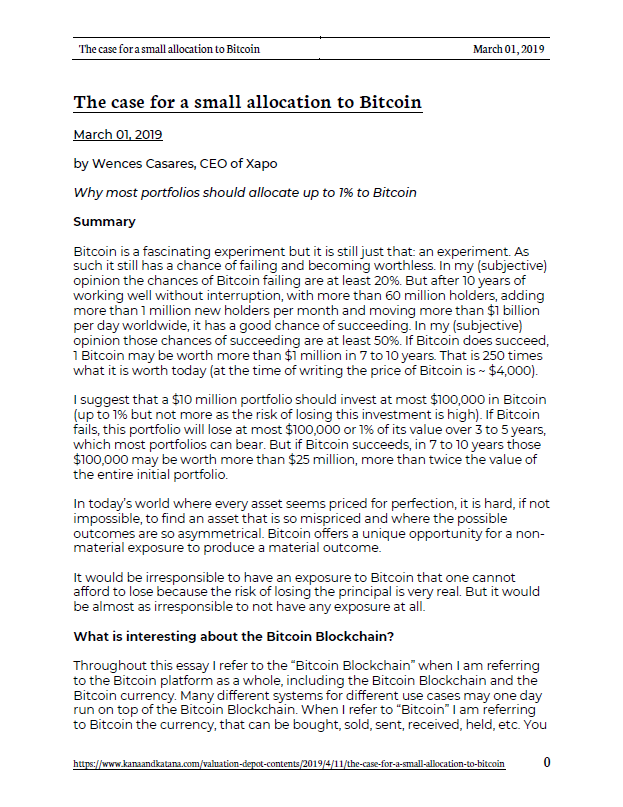 The case for a small allocation to Bitcoin March 01, 2019
The case for a small allocation to Bitcoin
March 01, 2019
by Wences Casares, CEO of Xapo
Why most portfolios should allocate up to 1% to Bitcoin
Summary
Bitcoin is a fascinating experiment but it is still just that: an experiment. As
such it still has a chance of failing and becoming worthless. In my (subjective)
opinion the chances of Bitcoin failing are at least 20%. But after 10 years of
working well without interruption, with more than 60 million holders, adding
more than 1 million new holders per month and moving more than $1 billion
per day worldwide, it has a good chance of succeeding. In my (subjective)
opinion those chances of succeeding are at least 50%. If Bitcoin does succeed,
1 Bitcoin may be worth more than $1 million in 7 to 10 years. That is 250 times
what it is worth today (at the time of writing the price of Bitcoin is ~ $4,000).
I suggest that a $10 million portfolio should invest at most $100,000 in Bitcoin
(up to 1% but not more as the risk of losing this investment is high). If Bitcoin
fails, this portfolio will lose at most $100,000 or 1% of its value over 3 to 5 years,
which most portfolios can bear. But if Bitcoin succeeds, in 7 to 10 years those
$100,000 may be worth more than $25 million, more than twice the value of
the entire initial portfolio.
In today’s world where every asset seems priced for perfection, it is hard, if not
impossible, to find an asset that is so mispriced and where the possible
outcomes are so asymmetrical. Bitcoin offers a unique opportunity for a non-
material exposure to produce a material outcome.
It would be irresponsible to have an exposure to Bitcoin that one cannot
afford to lose because the risk of losing the principal is very real. But it would
be almost as irresponsible to not have any exposure at all.
What is interesting about the Bitcoin Blockchain?
Throughout this essay I refer to the “Bitcoin Blockchain” when I am referring
to the Bitcoin platform as a whole, including the Bitcoin Blockchain and the
Bitcoin currency. Many different systems for different use cases may one day
run on top of the Bitcoin Blockchain. When I refer to “Bitcoin” I am referring
to Bitcoin the currency, that can be bought, sold, sent, received, held, etc. You
https://www.kanaandkatana.com/valuation-depot-contents/2019/4/11/the-case-for-a-small-allocation-to-bitcoin 0